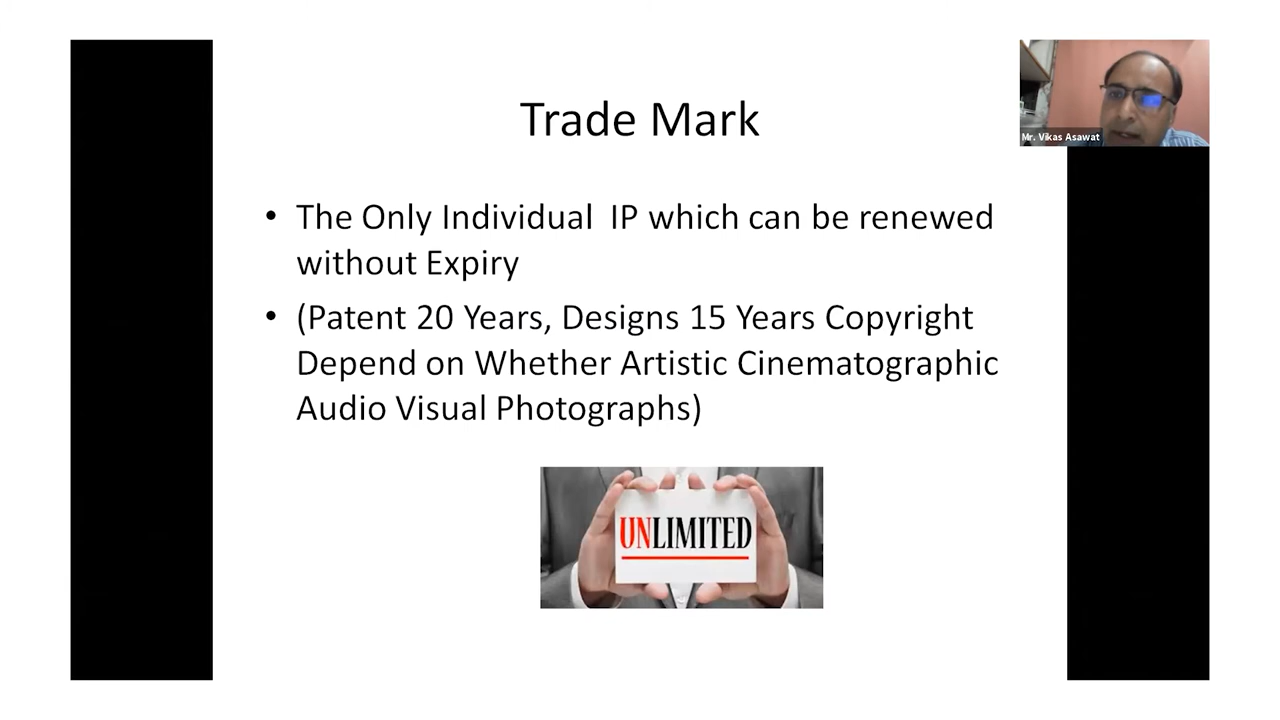 Trade Mark
Mr. Vikas Asawat
• The Only Individual IP which can be renewed
without Expiry
• (Patent 20 Years, Designs 15 Years Copyright
Depend on Whether Artistic Cinematographic
Audio Visual Photographs)
UNLIMITED